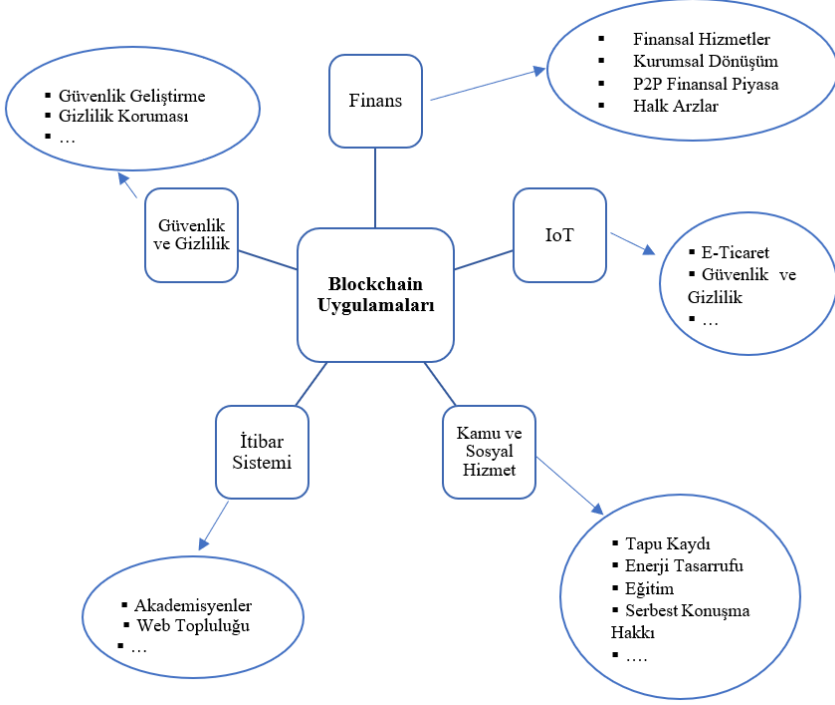 Finans
▪ Finansal Hizmetler
▪ Kurumsal Dönüşüm
▪ P2P Finansal Piyasa
▪ Halk Arzlar
▪ Güvenlik Geliştirme
▪ Gizlilik Koruması
▪ …
Güvenlik
ve Gizlilik
IoT
▪ E-Ticaret
▪ Güvenlik ve
Gizlilik
▪ …
Blockchain
Uygulamaları
İtibar
Sistemi
Kamu ve
Sosyal
Hizmet
▪ Akademisyenler
▪ Web Topluluğu
▪ …
▪ Tapu Kaydı
▪ Enerji Tasarrufu
▪ Eğitim
▪ Serbest Konuşma
Hakkı
▪ ….